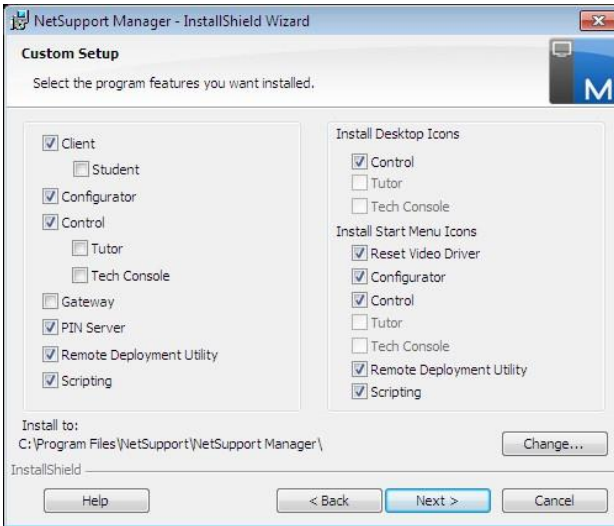 NetSupport Manager - InstallShield Wizard
Custom Setup
Select the program features you want installed.
M
Client
Student
Configurator
Control
Tutor
Tech Console
Gateway
PIN Server
Remote Deployment Utility
Scripting
Install Desktop Icons
Control
Tutor
Tech Console
Install Start Menu Icons
Reset Video Driver
Configurator
Control
Tutor
Tech Console
Remote Deployment Utility
Scripting
Install to:
C:\Program Files\NetSupport\NetSupport Manager\
Change...
InstallShield
Help
< Back
Next >
Cancel